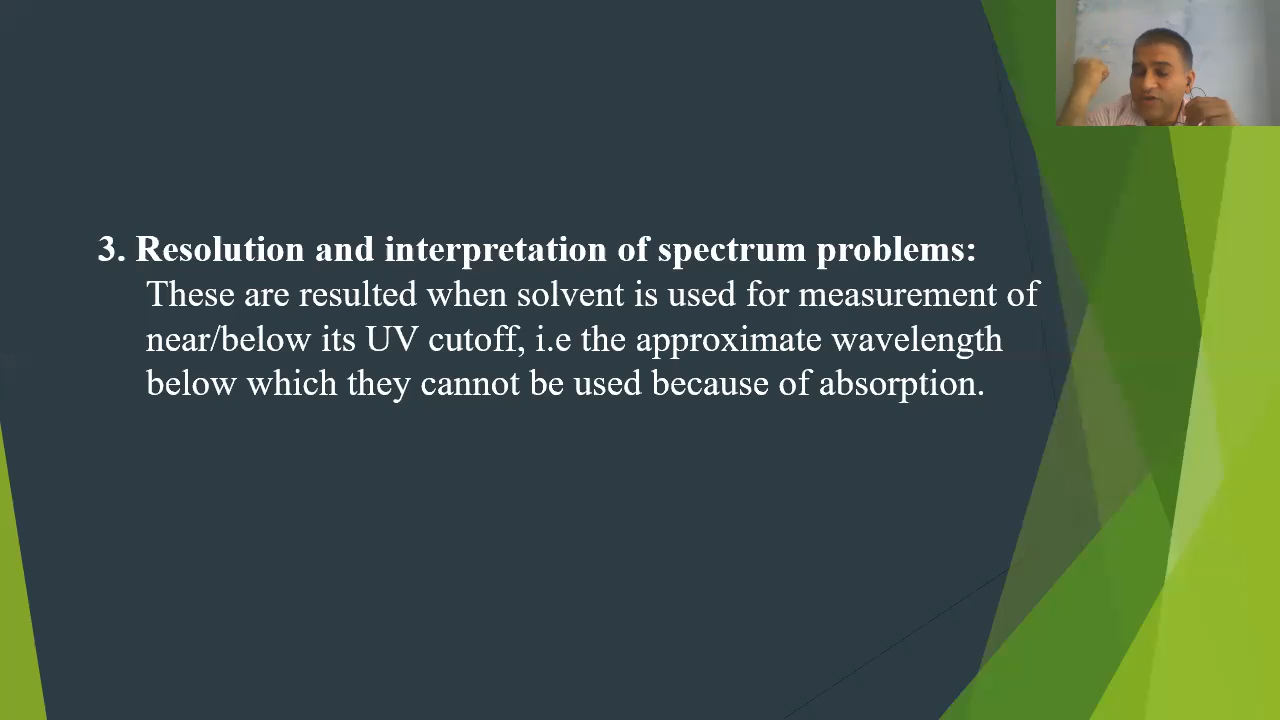 3. Resolution and interpretation of spectrum problems:
These are resulted when solvent is used for measurement of
near/below its UV cutoff, i.e the approximate wavelength
below which they cannot be used because of absorption.